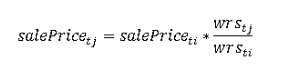 salePrice_tj = salePrice_ti * wrs_tj / wrs_ti